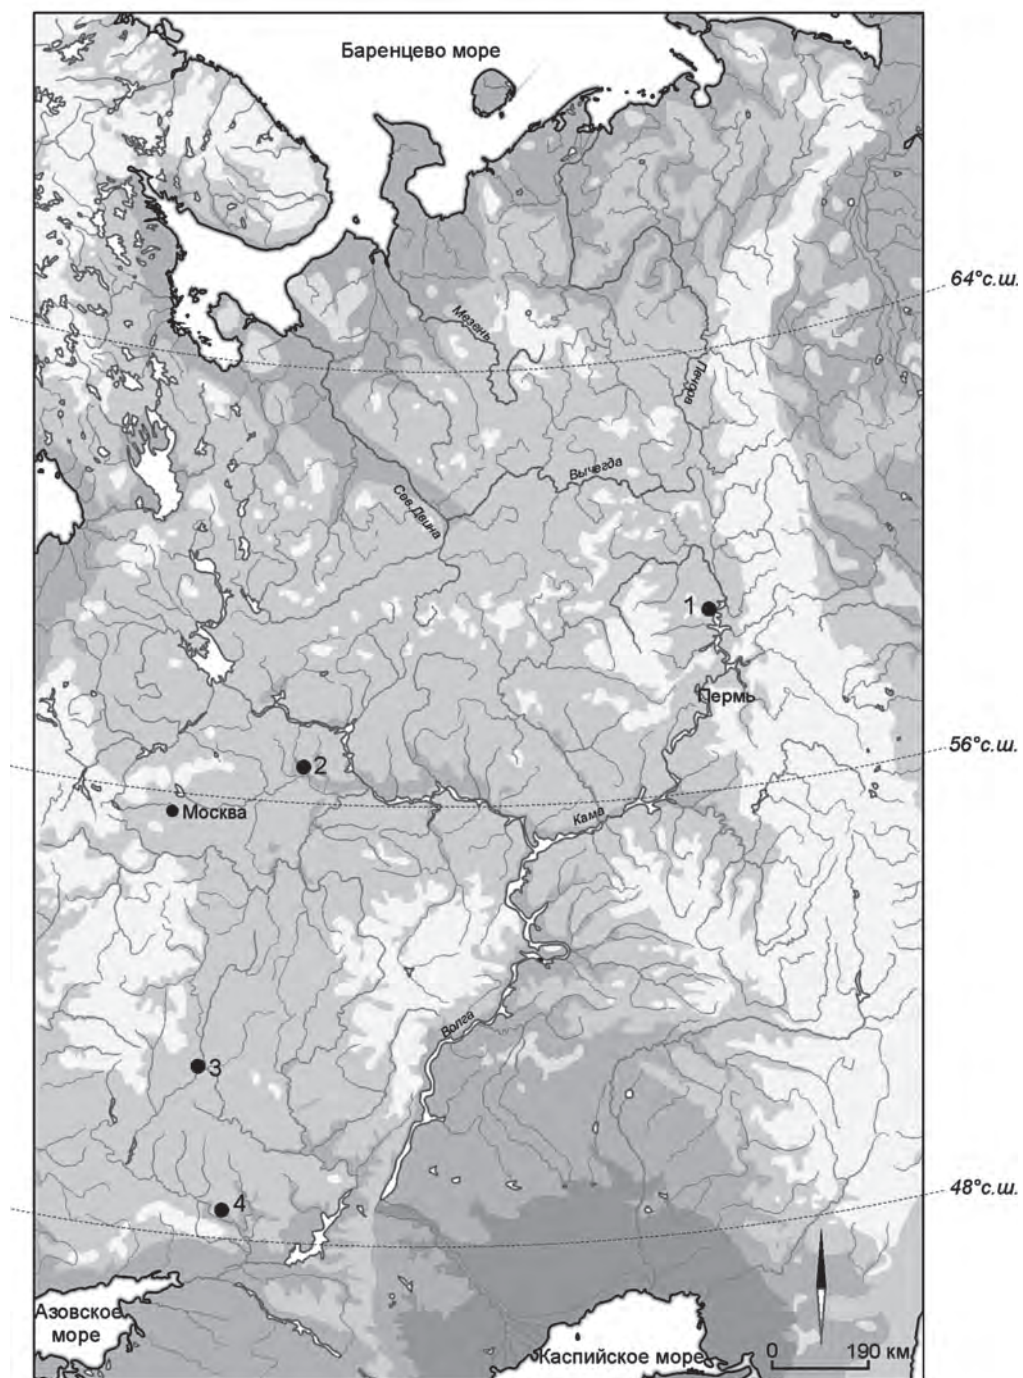 Баренцево море
64°с.ш.
Мезень
Печора
Вычегда
Сев.Двина
1
Пермь
56°с.ш.
2
Москва
Кама
Волга
3
48°с.ш.
4
Азовское
море
Каспийское море
0 190 км